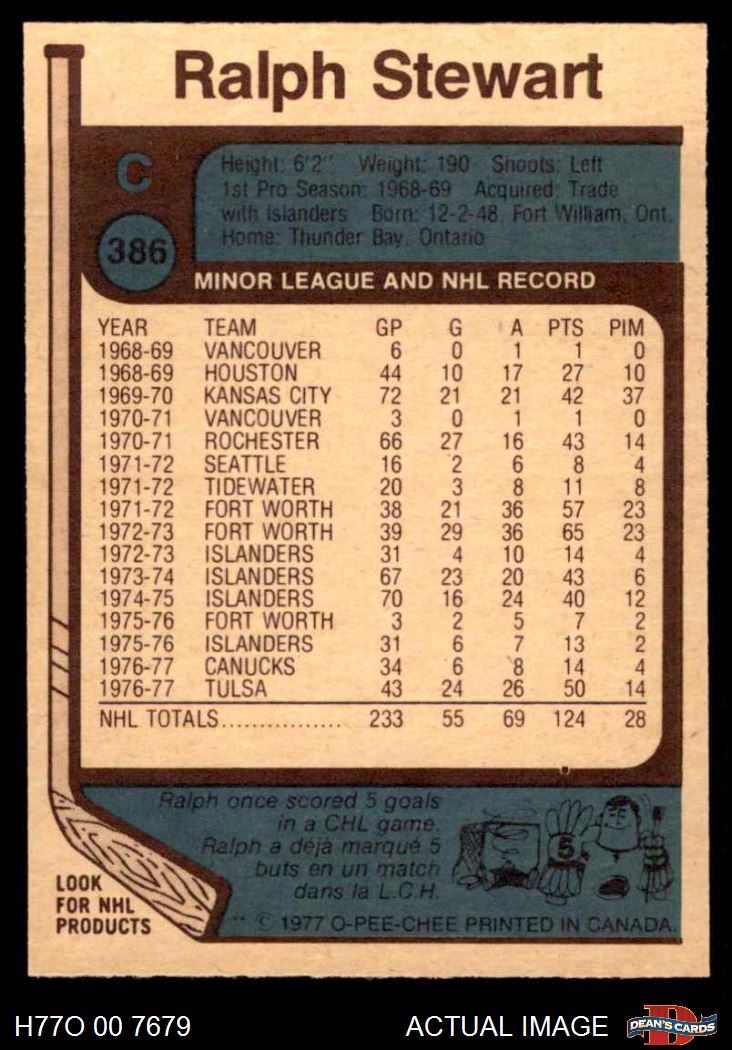 Ralph Stewart
C
386
Height: 6'2" Weight: 190 Shoots: Left
1st Pro Season: 1968-69 Acquired: Trade
with Islanders Born: 12-2-48 Fort William, Ont.
Home: Thunder Bay, Ontario
MINOR LEAGUE AND NHL RECORD
YEAR TEAM GP G A PTS PIM
1968-69 VANCOUVER 6 0 1 1 0
1968-69 HOUSTON 44 10 17 27 10
1969-70 KANSAS CITY 72 21 21 42 37
1970-71 VANCOUVER 3 0 1 1 0
1970-71 ROCHESTER 66 27 16 43 14
1971-72 SEATTLE 16 2 6 8 4
1971-72 TIDEWATER 20 3 8 11 8
1971-72 FORT WORTH 38 21 36 57 23
1972-73 FORT WORTH 39 29 36 65 23
1972-73 ISLANDERS 31 4 10 14 4
1973-74 ISLANDERS 67 23 20 43 6
1974-75 ISLANDERS 70 16 24 40 12
1975-76 FORT WORTH 3 2 5 7 2
1975-76 ISLANDERS 31 6 7 13 2
1976-77 CANUCKS 34 6 8 14 4
1976-77 TULSA 43 24 26 50 14
NHL TOTALS................ 233 55 69 124 28
Ralph once scored 5 goals
in a CHL game.
Ralph a déjà marqué 5
buts en un match
dans la L.C.H.
5
LOOK
FOR NHL
PRODUCTS
** © 1977 O-PEE-CHEE PRINTED IN CANADA.
H77O 00 7679 ACTUAL IMAGE
D
DEAN'S CARDS